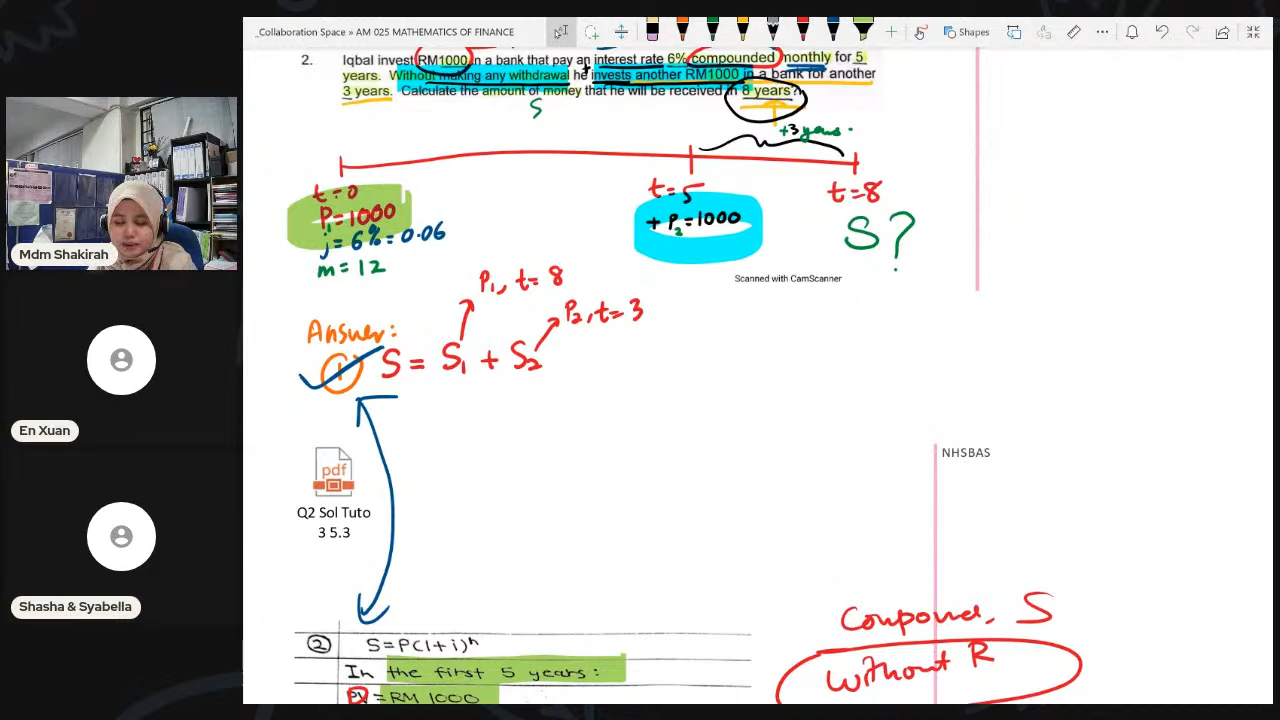 _Collaboration Space » AM 025 MATHEMATICS OF FINANCE
Shapes
2. Iqbal invest RM1000 in a bank that pay an interest rate 6% compounded monthly for 5
years. Without making any withdrawal he invests another RM1000 in a bank for another
3 years. Calculate the amount of money that he will be received in 8 years?
S
+3 years.
t=0
P1=1000
j=6%=0.06
m=12
t=5
+ P2=1000
t=8
S?
Scanned with CamScanner
P1, t=8
P2, t=3
Answer:
1 S = S1 + S2
pdf
Q2 Sol Tuto
3 5.3
NHSBAS
Compound, S
Without R
2 S=P(1+i)^n
In the first 5 years:
PV = RM 1000
Mdm Shakirah
En Xuan
Shasha & Syabella